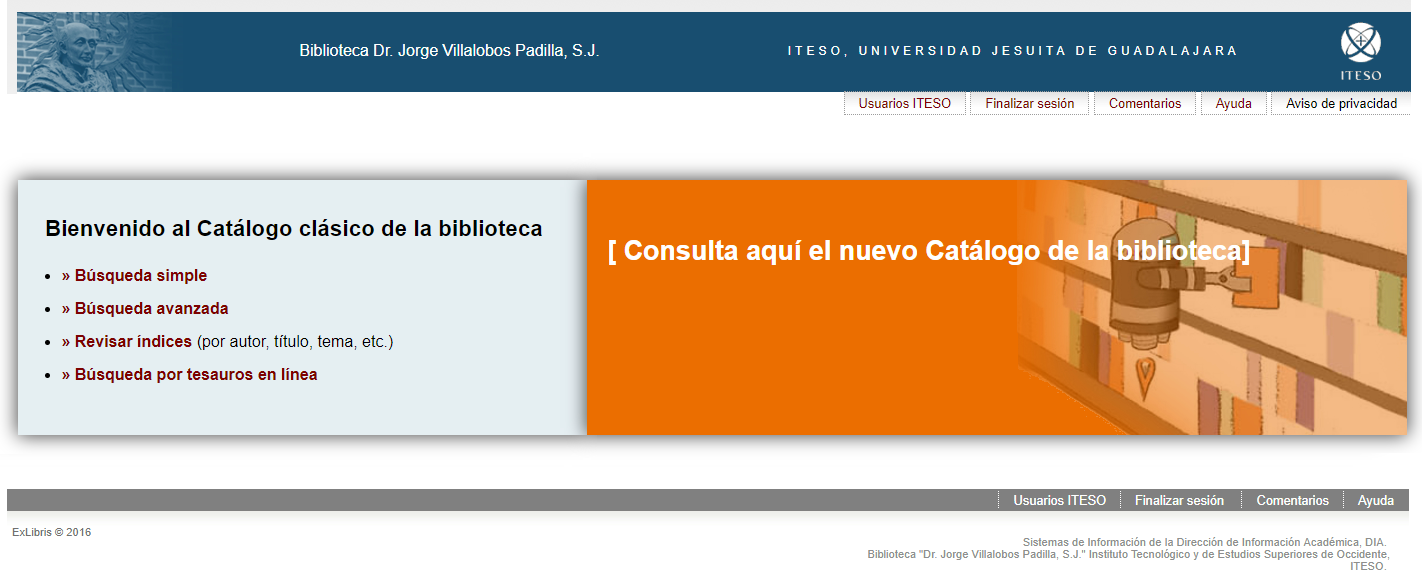 Biblioteca Dr. Jorge Villalobos Padilla, S.J.
ITESO, UNIVERSIDAD JESUITA DE GUADALAJARA
ITESO
Usuarios ITESO
Finalizar sesión
Comentarios
Ayuda
Aviso de privacidad
Bienvenido al Catálogo clásico de la biblioteca
» Búsqueda simple
» Búsqueda avanzada
» Revisar índices (por autor, título, tema, etc.)
» Búsqueda por tesauros en línea
[ Consulta aquí el nuevo Catálogo de la biblioteca]
Usuarios ITESO
Finalizar sesión
Comentarios
Ayuda
ExLibris © 2016
Sistemas de Información de la Dirección de Información Académica, DIA.
Biblioteca "Dr. Jorge Villalobos Padilla, S.J." Instituto Tecnológico y de Estudios Superiores de Occidente,
ITESO.